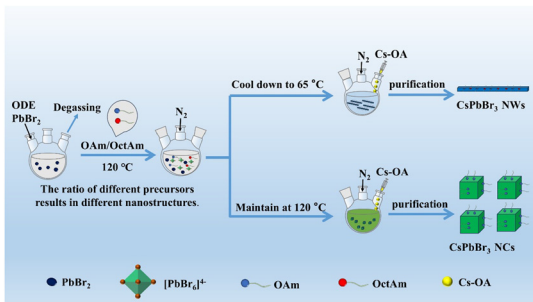 ODE
PbBr2
Degassing
OAm/OctAm
120 °C
N2
The ratio of different precursors
results in different nanostructures.
Cool down to 65 °C
N2
Cs-OA
purification
CsPbBr3 NWs
Maintain at 120 °C
N2
Cs-OA
purification
CsPbBr3 NCs
PbBr2
[PbBr6]4-
OAm
OctAm
Cs-OA